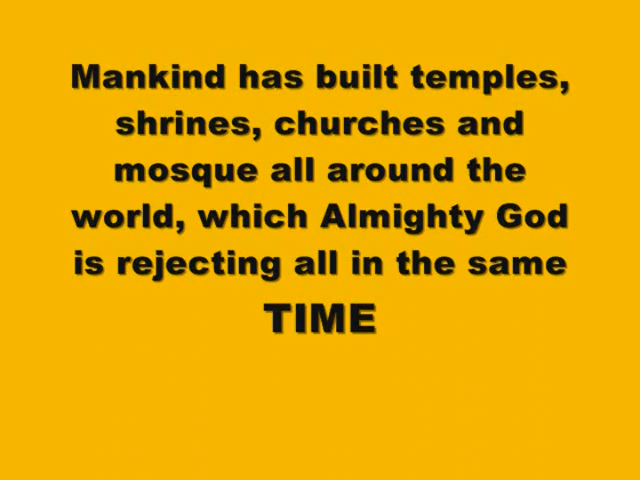 Mankind has built temples,
shrines, churches and
mosque all around the
world, which Almighty God
is rejecting all in the same
TIME